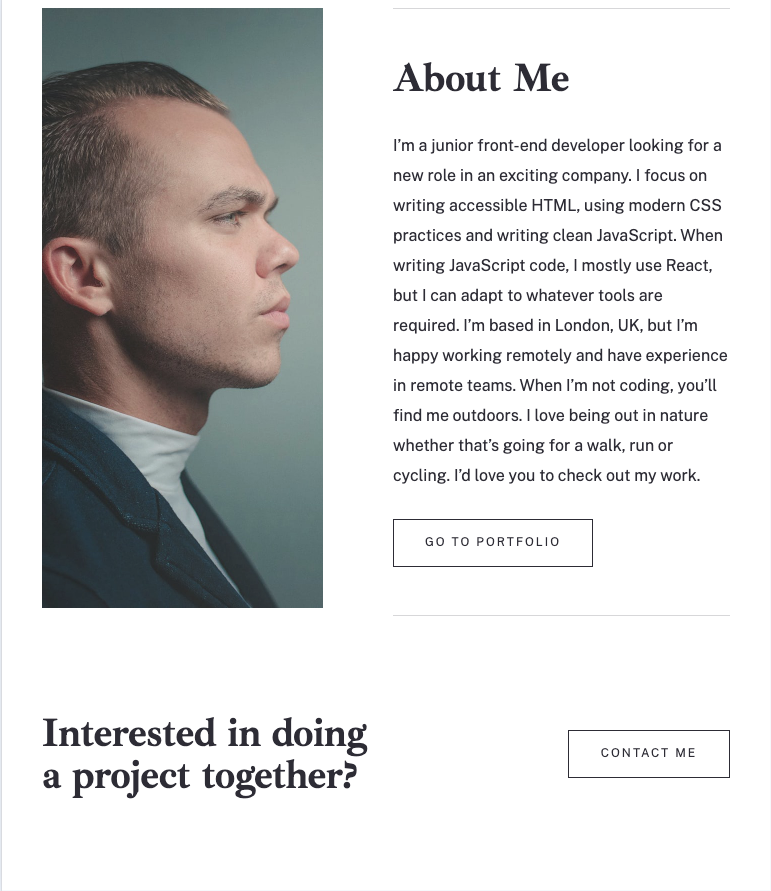 About Me
I’m a junior front-end developer looking for a
new role in an exciting company. I focus on
writing accessible HTML, using modern CSS
practices and writing clean JavaScript. When
writing JavaScript code, I mostly use React,
but I can adapt to whatever tools are
required. I’m based in London, UK, but I’m
happy working remotely and have experience
in remote teams. When I’m not coding, you’ll
find me outdoors. I love being out in nature
whether that’s going for a walk, run or
cycling. I’d love you to check out my work.
GO TO PORTFOLIO
Interested in doing
a project together?
CONTACT ME